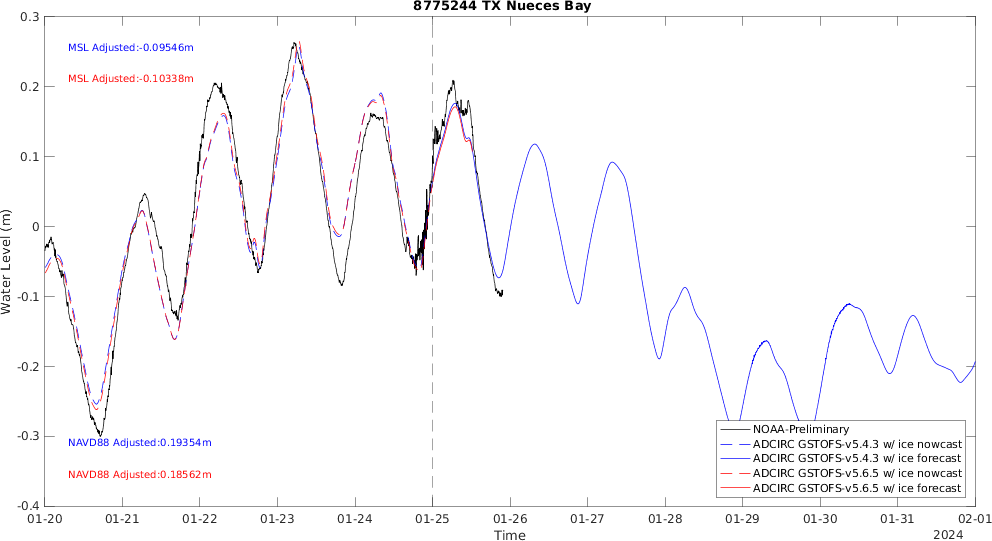 8775244 TX Nueces Bay
MSL Adjusted:-0.09546m
MSL Adjusted:-0.10338m
NAVD88 Adjusted:0.19354m
NAVD88 Adjusted:0.18562m
Water Level (m)
0.3
0.2
0.1
0
-0.1
-0.2
-0.3
-0.4
NOAA-Preliminary
ADCIRC GSTOFS-v5.4.3 w/ ice nowcast
ADCIRC GSTOFS-v5.4.3 w/ ice forecast
ADCIRC GSTOFS-v5.6.5 w/ ice nowcast
ADCIRC GSTOFS-v5.6.5 w/ ice forecast
01-20 01-21 01-22 01-23 01-24 01-25 01-26 01-27 01-28 01-29 01-30 01-31 02-01
Time
2024